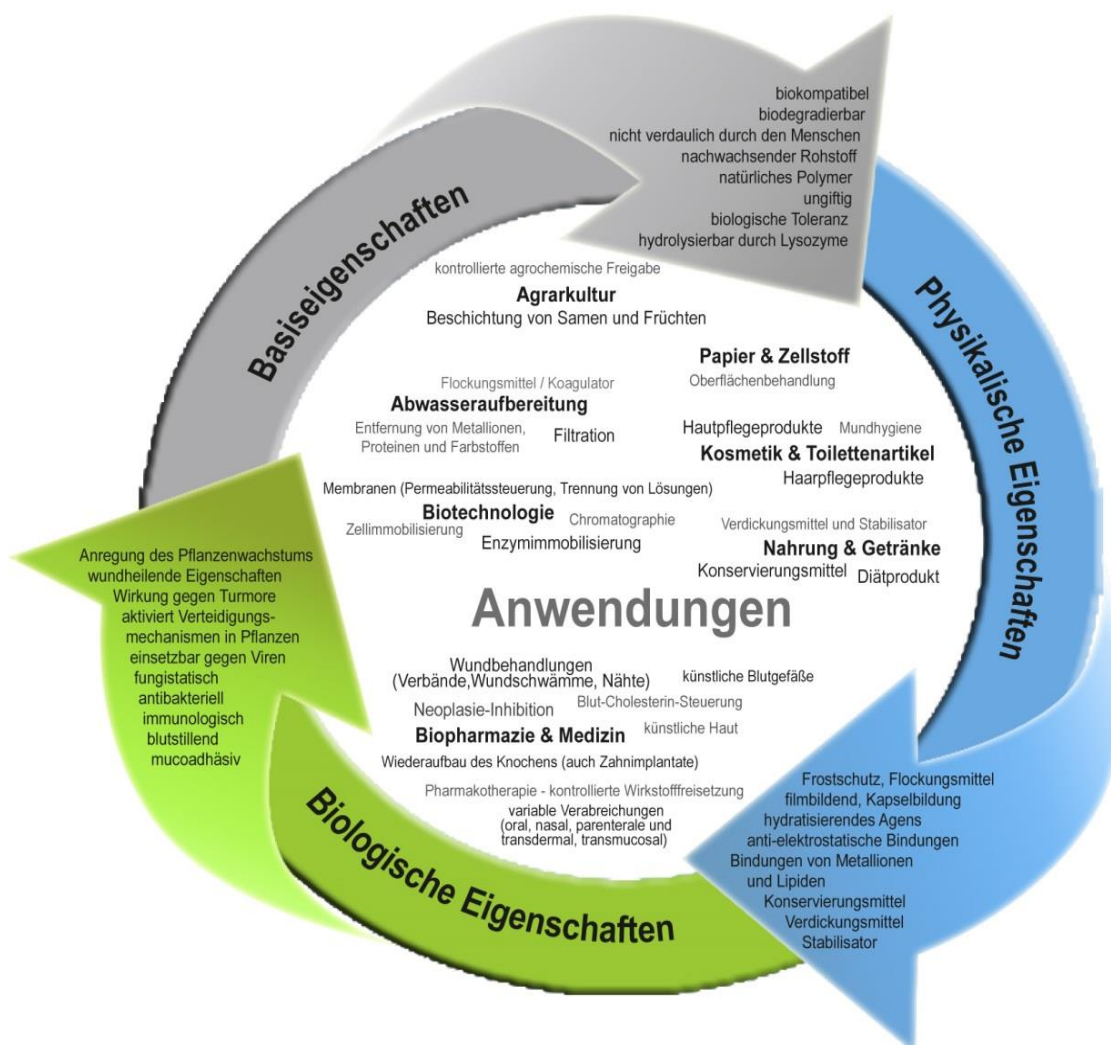 biokompatibel
biodegradierbar
nicht verdaulich durch den Menschen
nachwachsender Rohstoff
natürliches Polymer
ungiftig
biologische Toleranz
hydrolysierbar durch Lysozyme
Basiseigenschaften
Physikalische Eigenschaften
kontrollierte agrochemische Freigabe
Agrarkultur
Beschichtung von Samen und Früchten
Papier & Zellstoff
Oberflächenbehandlung
Flockungsmittel / Koagulator
Abwasseraufbereitung
Entfernung von Metallionen,
Proteinen und Farbstoffen
Filtration
Hautpflegeprodukte
Mundhygiene
Kosmetik & Toilettenartikel
Haarpflegeprodukte
Membranen (Permeabilitätssteuerung, Trennung von Lösungen)
Biotechnologie
Chromatographie
Zellimmobilisierung
Enzymimmobilisierung
Verdickungsmittel und Stabilisator
Nahrung & Getränke
Konservierungsmittel
Diätprodukt
Anwendungen
Wundbehandlungen
(Verbände,Wundschwämme, Nähte)
künstliche Blutgefäße
Neoplasie-Inhibition
Blut-Cholesterin-Steuerung
Biopharmazie & Medizin
künstliche Haut
Wiederaufbau des Knochens (auch Zahnimplantate)
Pharmakotherapie - kontrollierte Wirkstofffreisetzung
variable Verabreichungen
(oral, nasal, parenterale und
transdermal, transmucosal)
Anregung des Pflanzenwachstums
wundheilende Eigenschaften
Wirkung gegen Turmore
aktiviert Verteidigungs-
mechanismen in Pflanzen
einsetzbar gegen Viren
fungistatisch
antibakteriell
immunologisch
blutstillend
mucoadhäsiv
Biologische Eigenschaften
Frostschutz, Flockungsmittel
filmbildend, Kapselbildung
hydratisierendes Agens
anti-elektrostatische Bindungen
Bindungen von Metallionen
und Lipiden
Konservierungsmittel
Verdickungsmittel
Stabilisator